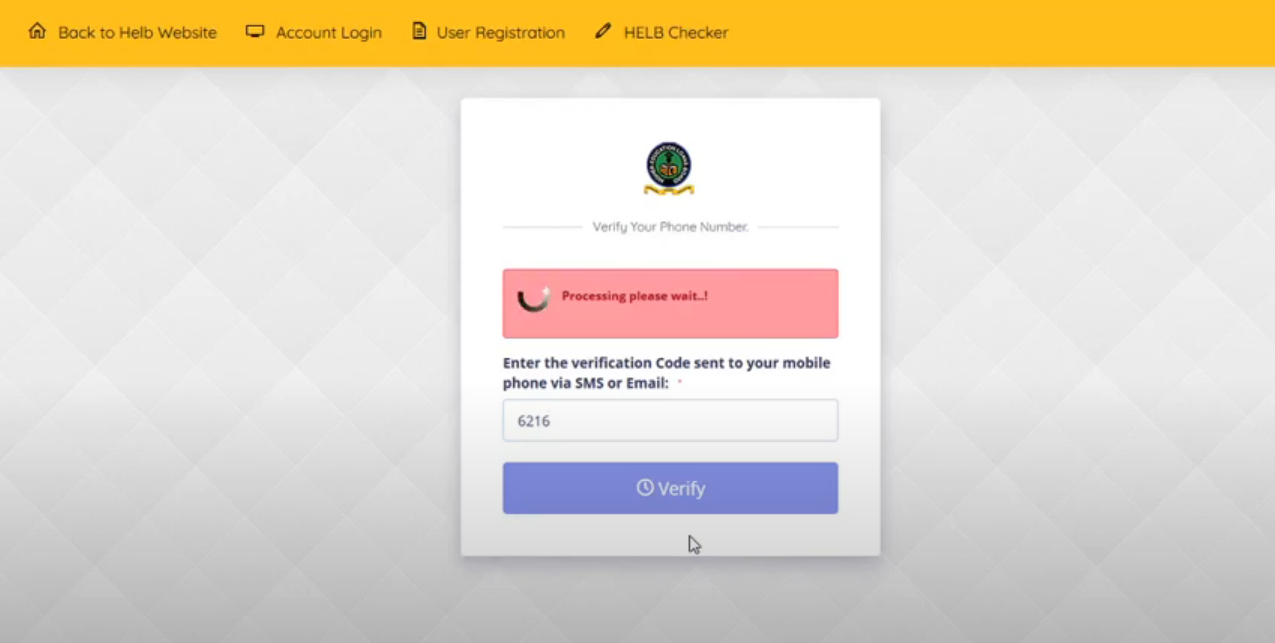 Back to Helb Website
Account Login
User Registration
HELB Checker
Verify Your Phone Number.
Processing please wait..!
Enter the verification Code sent to your mobile
phone via SMS or Email: *
6216
Verify